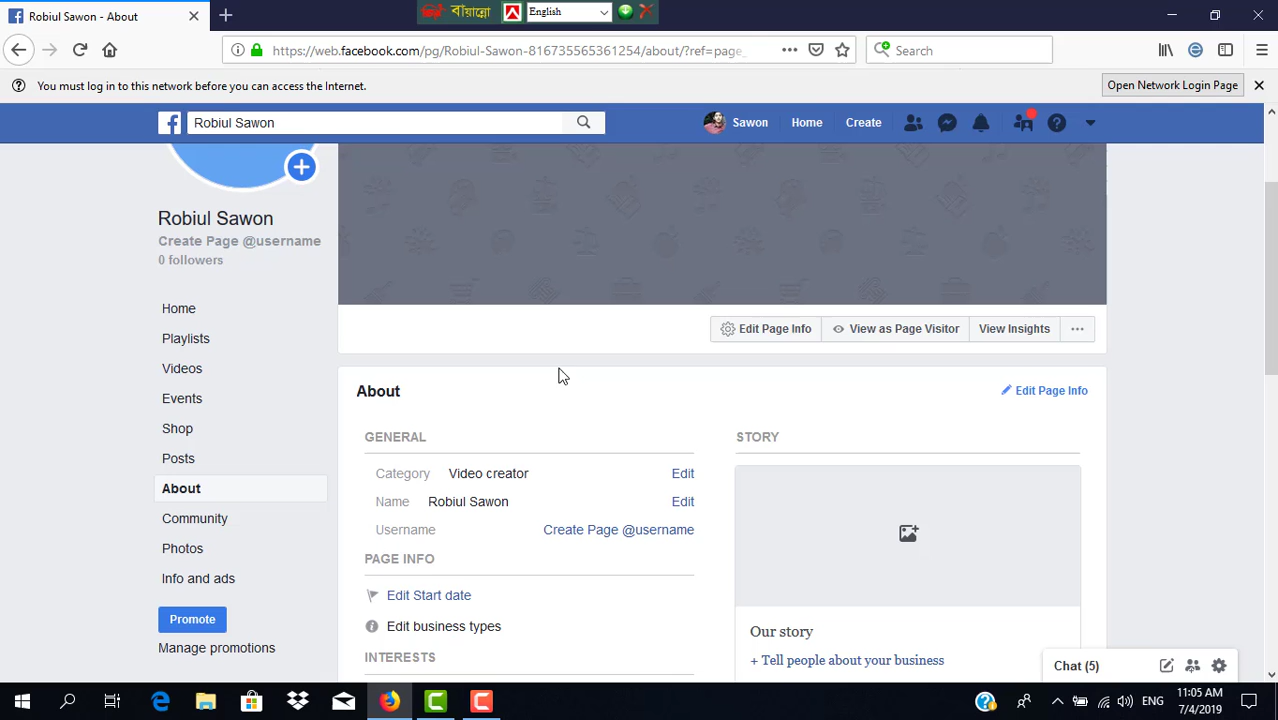 Robiul Sawon - About
বাঁয়ান্নো
English
https://web.facebook.com/pg/Robiul-Sawon-816735565361254/about/?ref=page_
Search
You must log in to this network before you can access the Internet.
Open Network Login Page
Robiul Sawon
Sawon
Home
Create
Robiul Sawon
Create Page @username
0 followers
Home
Playlists
Videos
Events
Shop
Posts
About
Community
Photos
Info and ads
Promote
Manage promotions
Edit Page Info
View as Page Visitor
View Insights
About
Edit Page Info
GENERAL
Category Video creator Edit
Name Robiul Sawon Edit
Username Create Page @username
PAGE INFO
Edit Start date
Edit business types
INTERESTS
STORY
Our story
+ Tell people about your business
Chat (5)
ENG
11:05 AM
7/4/2019